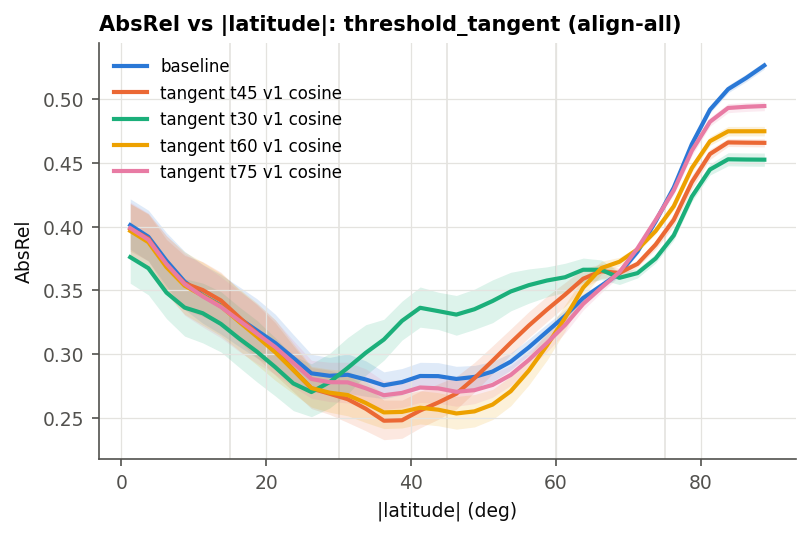 AbsRel vs |latitude|: threshold_tangent (align-all)
baseline
tangent t45 v1 cosine
tangent t30 v1 cosine
tangent t60 v1 cosine
tangent t75 v1 cosine
AbsRel
0.50
0.45
0.40
0.35
0.30
0.25
0 20 40 60 80
|latitude| (deg)